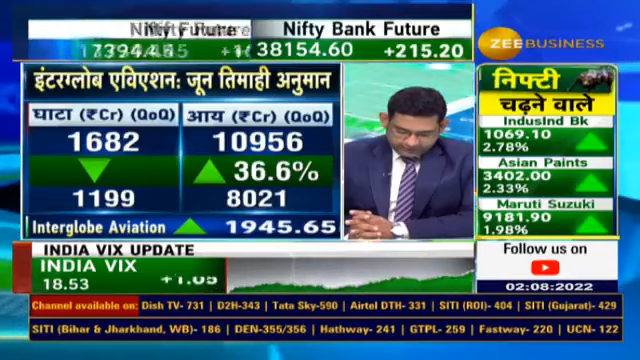 Nifty Future
Nifty Bank Future
38154.60 +215.20
ZEE BUSINESS
इंटरग्लोब एविएशन: जून तिमाही अनुमान
घाटा (₹Cr) (QoQ) आय (₹Cr) (QoQ)
1682 10956
36.6%
1199 8021
Interglobe Aviation 1945.65
निफ्टी
चढ़ने वाले
IndusInd Bk
1069.10
2.78%
Asian Paints
3402.00
2.33%
Maruti Suzuki
9181.90
1.98%
INDIA VIX UPDATE
INDIA VIX
18.53 +1.05
Follow us on
02:08:2022
Channel available on: Dish TV- 731 | D2H-343 | Tata Sky-590 | Airtel DTH- 331 | SITI (ROI)- 404 | SITI (Gujarat)- 429
SITI (Bihar & Jharkhand, WB)- 186 | DEN-355/356 | Hathway- 241 | GTPL- 259 | Fastway- 220 | UCN- 122